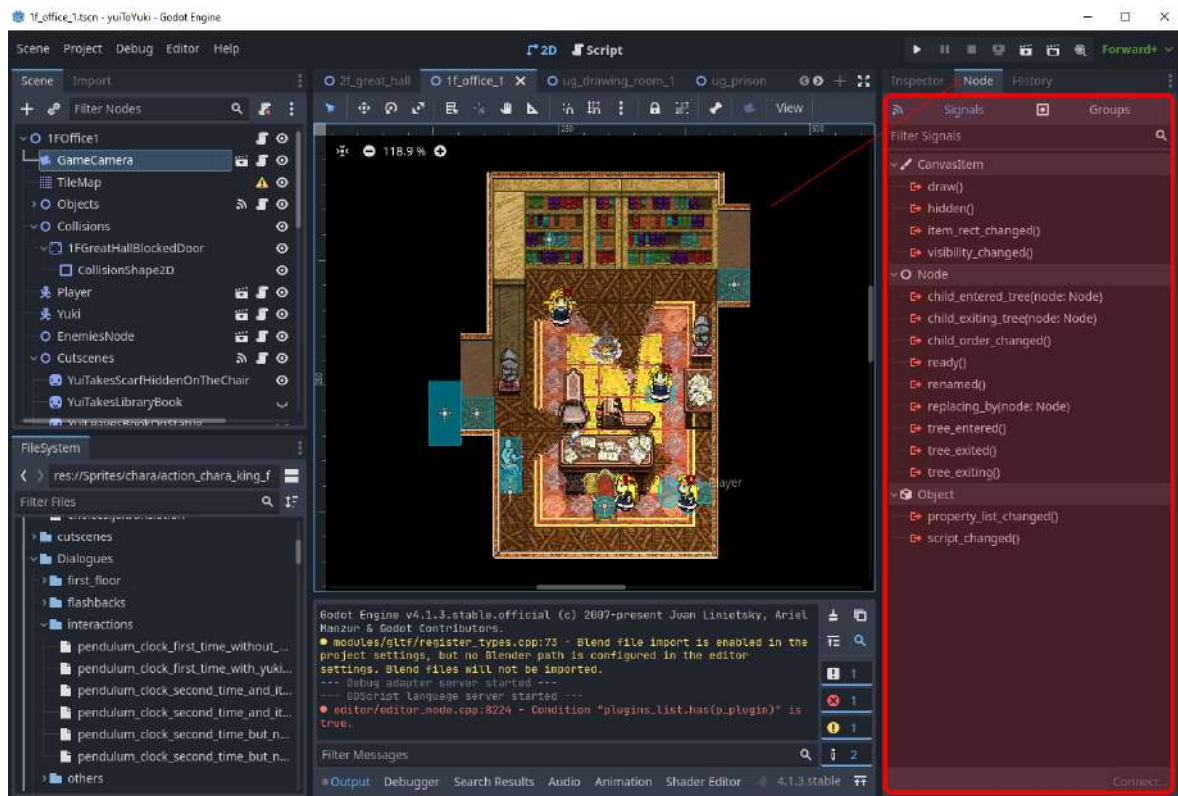 1f_office_1.tscn - yuiToYuki - Godot Engine
Scene Project Debug Editor Help
2D Script
Forward+
Scene Import
Filter Nodes
1FOffice1
GameCamera
TileMap
Objects
Collisions
1FGreatHallBlockedDoor
CollisionShape2D
Player
Yuki
EnemiesNode
Cutscenes
YuiTakesScarfHiddenOnTheChair
YuiTakesLibraryBook
YuiLeavesBookOnStatue
FileSystem
res://Sprites/chara/action_chara_king_f
Filter Files
cutscenes
Dialogues
first_floor
flashbacks
interactions
pendulum_clock_first_time_without_...
pendulum_clock_first_time_with_yuki...
pendulum_clock_second_time_and_it...
pendulum_clock_second_time_and_it...
pendulum_clock_second_time_but_n...
pendulum_clock_second_time_but_n...
others
2f_great_hall 1f_office_1 ug_drawing_room_1 ug_prison
View
250 500
118.9 %
250
Player
Godot Engine v4.1.3.stable.official (c) 2007-present Juan Linietsky, Ariel
Manzur & Godot Contributors.
modules/gltf/register_types.cpp:73 - Blend file import is enabled in the
project settings, but no Blender path is configured in the editor
settings. Blend files will not be imported.
--- Debug adapter server started ---
--- GDScript language server started ---
editor/editor_node.cpp:8224 - Condition "plugins_list.has(p_plugin)" is
true.
1
1
1
2
Filter Messages
Output Debugger Search Results Audio Animation Shader Editor 4.1.3.stable
Inspector Node History
Signals Groups
Filter Signals
CanvasItem
draw()
hidden()
item_rect_changed()
visibility_changed()
Node
child_entered_tree(node: Node)
child_exiting_tree(node: Node)
child_order_changed()
ready()
renamed()
replacing_by(node: Node)
tree_entered()
tree_exited()
tree_exiting()
Object
property_list_changed()
script_changed()
Connect...